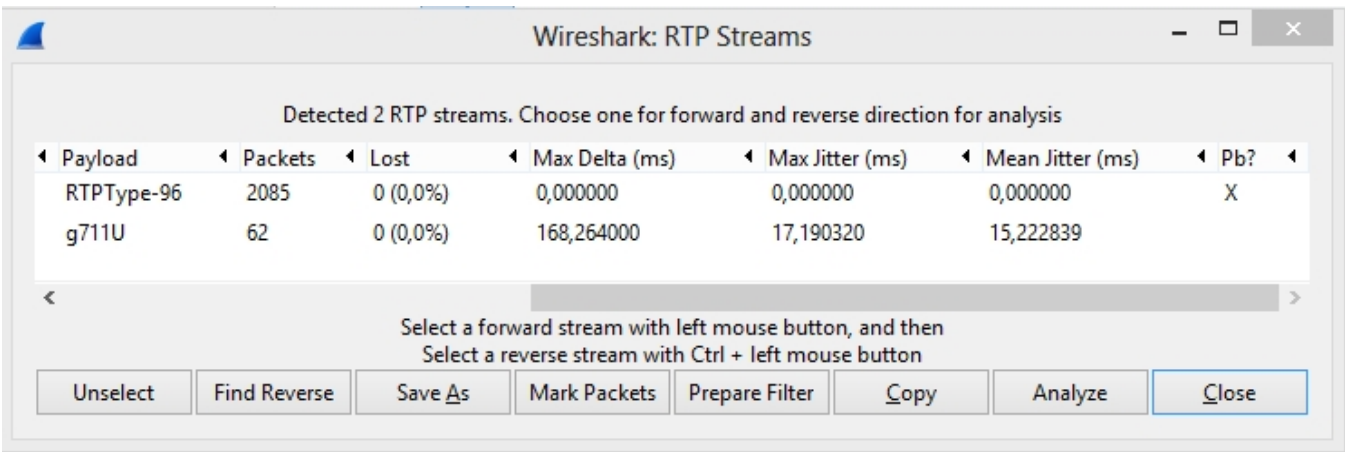 Wireshark: RTP Streams
Detected 2 RTP streams. Choose one for forward and reverse direction for analysis
Payload Packets Lost Max Delta (ms) Max Jitter (ms) Mean Jitter (ms) Pb?
RTPType-96 2085 0 (0,0%) 0,000000 0,000000 0,000000 X
g711U 62 0 (0,0%) 168,264000 17,190320 15,222839
Select a forward stream with left mouse button, and then
Select a reverse stream with Ctrl + left mouse button
Unselect Find Reverse Save As Mark Packets Prepare Filter Copy Analyze Close